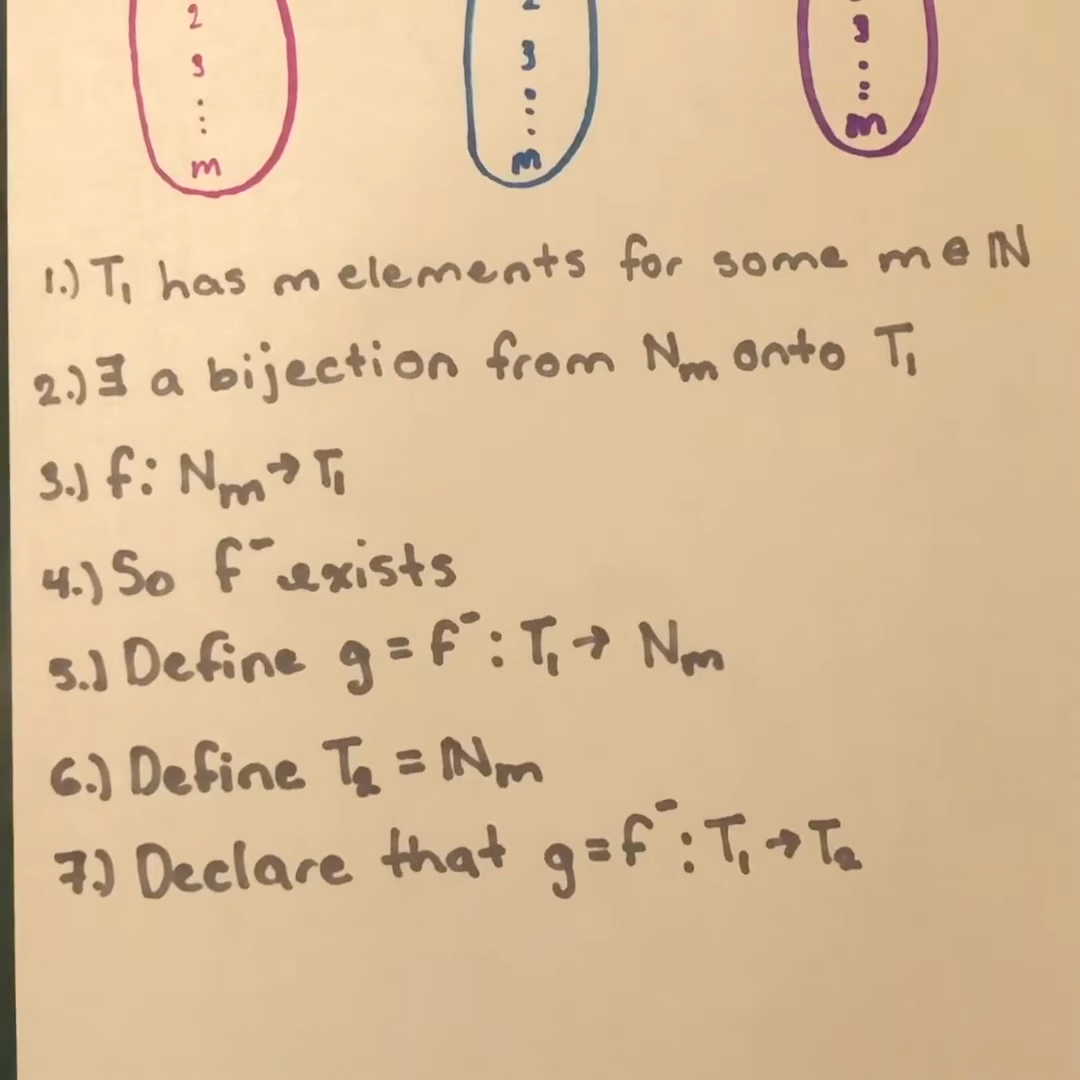 2 2 3
3 3 ⋮
⋮ ⋮ m
m m
1.) T₁ has m elements for some m ∈ ℕ
2.) ∃ a bijection from Nₘ onto T₁
3.) f: Nₘ → T₁
4.) So f⁻ exists
5.) Define g = f⁻: T₁ → Nₘ
6.) Define T₂ = ℕₘ
7.) Declare that g = f⁻: T₁ → T₂